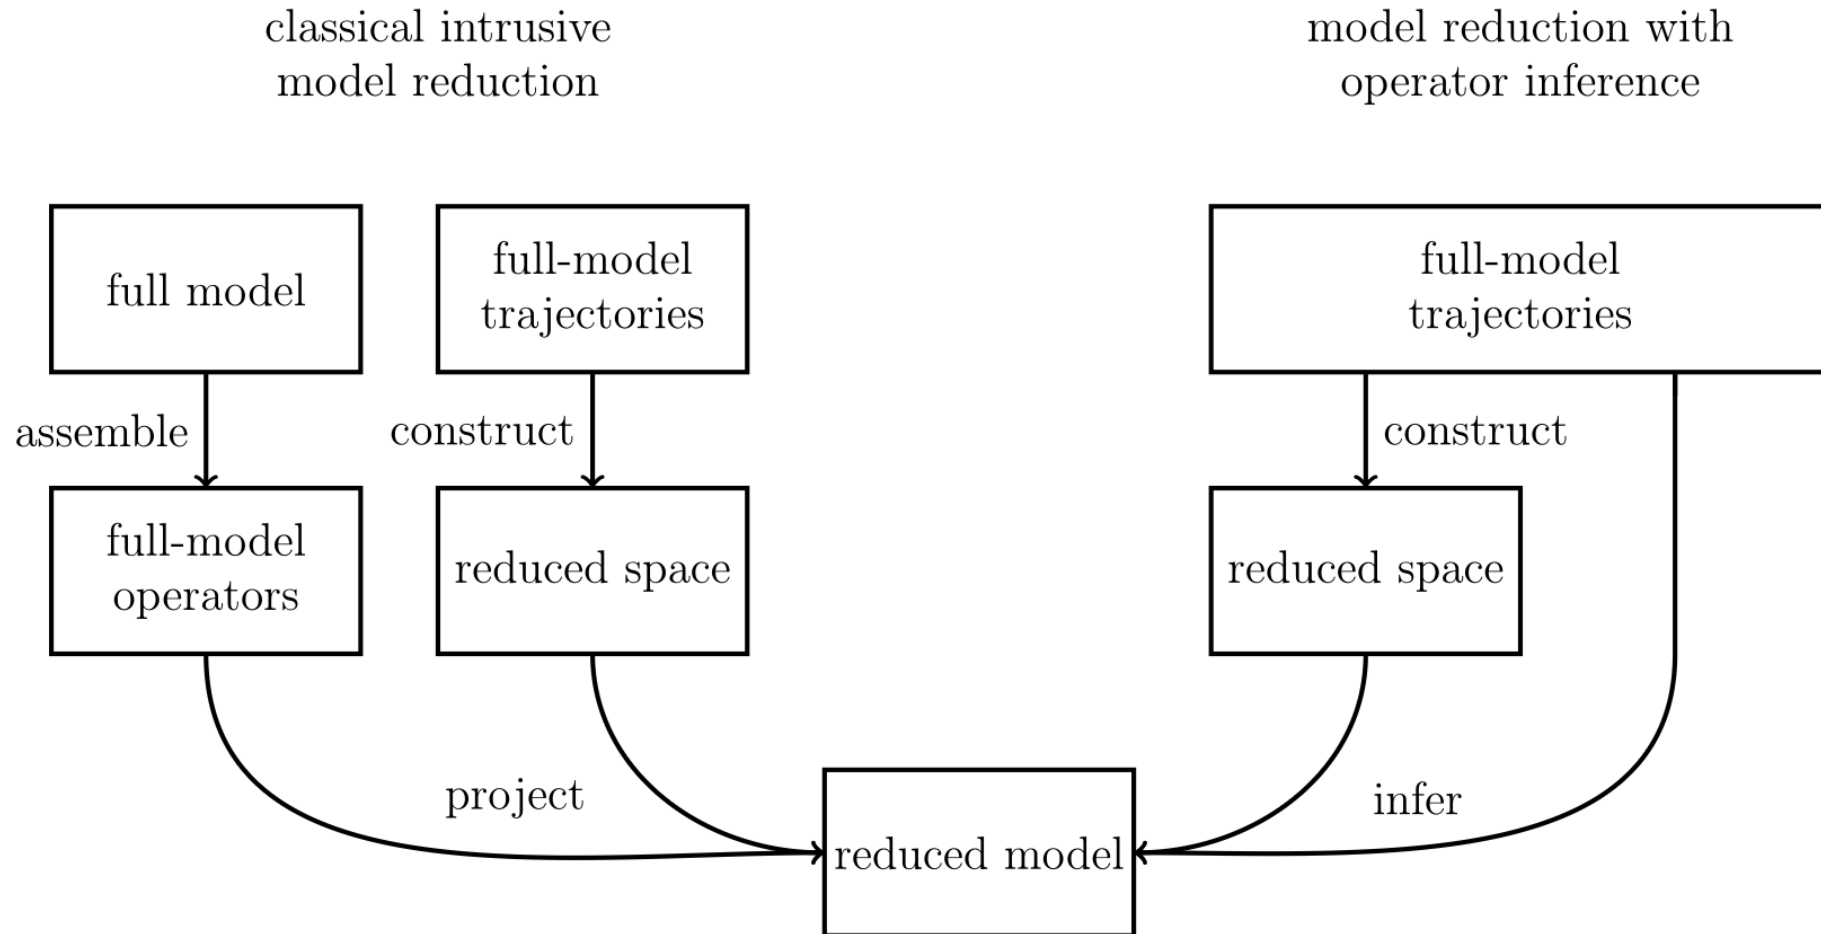 classical intrusive
model reduction
model reduction with
operator inference
full model
full-model
trajectories
full-model
trajectories
assemble
construct
construct
full-model
operators
reduced space
reduced space
project
infer
reduced model